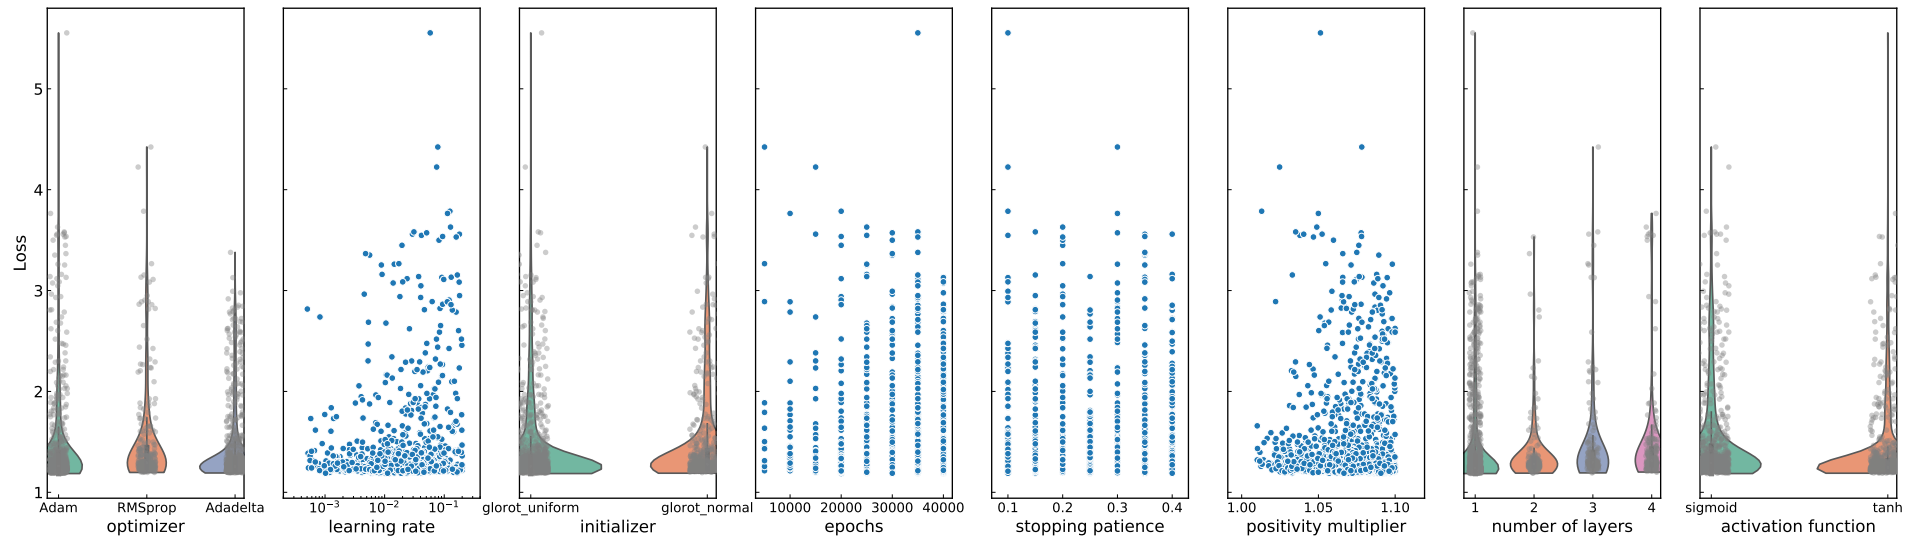 Loss
5
4
3
2
1
Adam RMSprop Adadelta
optimizer
10⁻³ 10⁻² 10⁻¹
learning rate
glorot_uniform glorot_normal
initializer
10000 20000 30000 40000
epochs
0.1 0.2 0.3 0.4
stopping patience
1.00 1.05 1.10
positivity multiplier
1 2 3 4
number of layers
sigmoid tanh
activation function